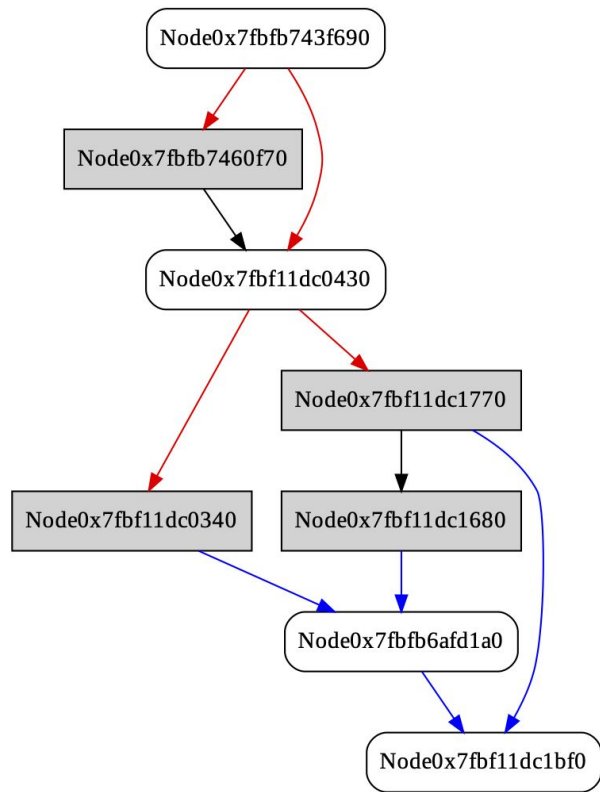 Node0x7fbfb743f690
Node0x7fbfb7460f70
Node0x7fbf11dc0430
Node0x7fbf11dc1770
Node0x7fbf11dc0340
Node0x7fbf11dc1680
Node0x7fbfb6afd1a0
Node0x7fbf11dc1bf0